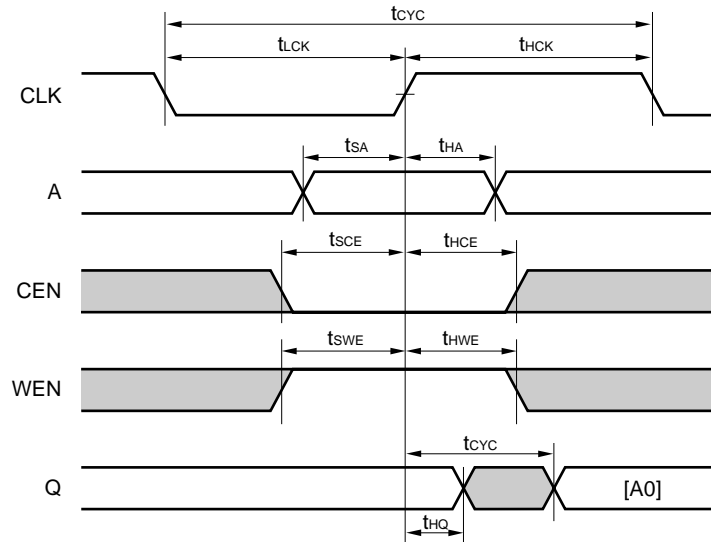 tCYC
tLCK tHCK
CLK
tSA tHA
A
tSCE tHCE
CEN
tSWE tHWE
WEN
tCYC
Q [A0]
tHQ